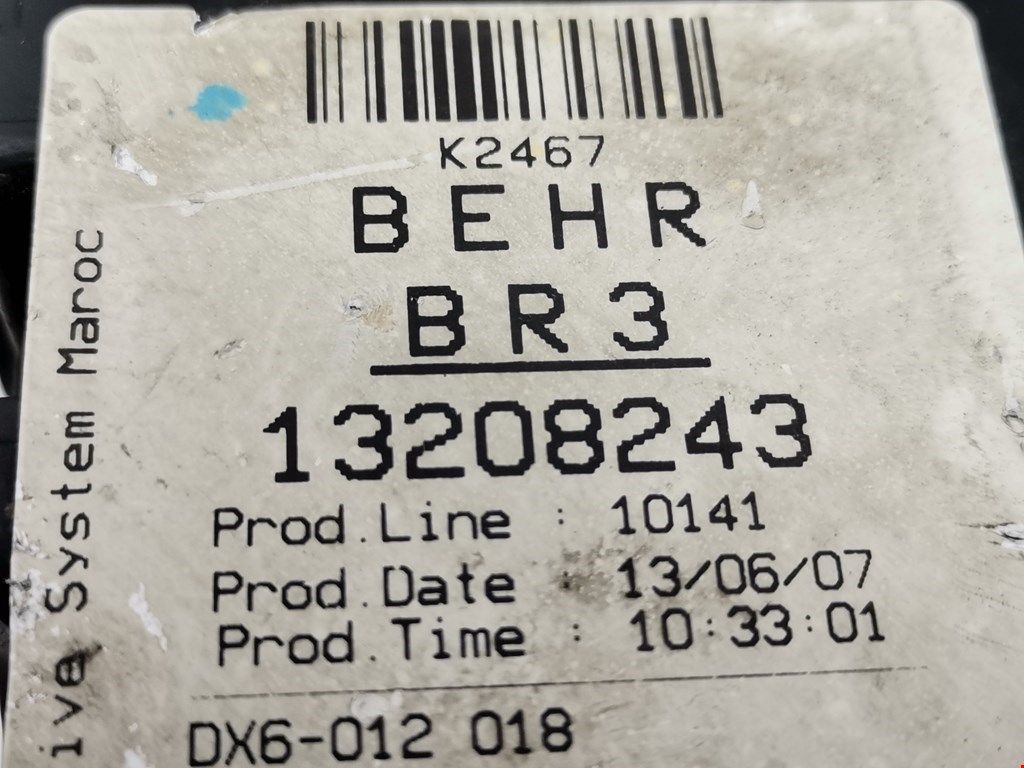 K2467
BEHR
BR3
13208243
Prod.Line : 10141
Prod.Date : 13/06/07
Prod.Time : 10:33:01
DX6-012 018
System Maroc